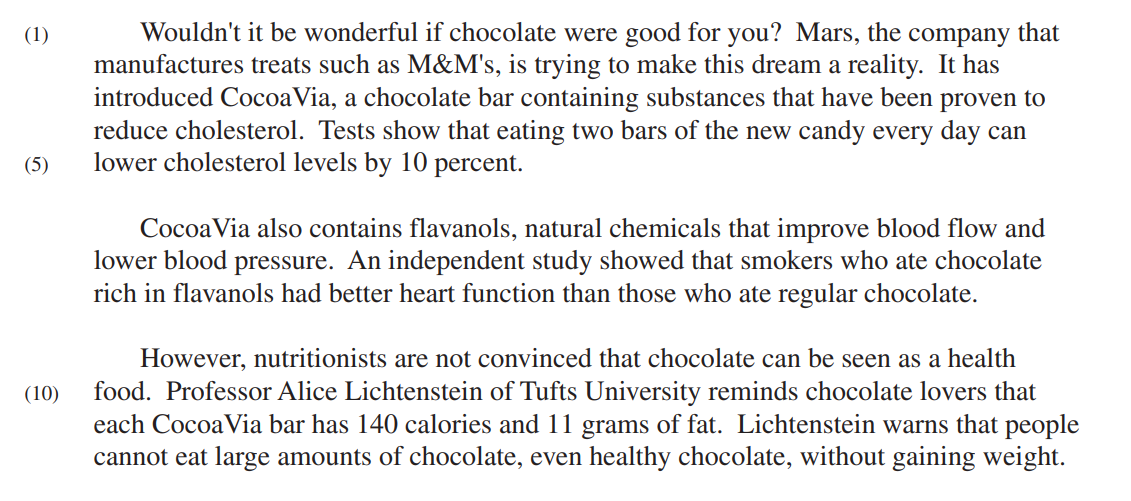 (1) Wouldn't it be wonderful if chocolate were good for you? Mars, the company that
manufactures treats such as M&M's, is trying to make this dream a reality. It has
introduced CocoaVia, a chocolate bar containing substances that have been proven to
reduce cholesterol. Tests show that eating two bars of the new candy every day can
(5) lower cholesterol levels by 10 percent.
CocoaVia also contains flavanols, natural chemicals that improve blood flow and
lower blood pressure. An independent study showed that smokers who ate chocolate
rich in flavanols had better heart function than those who ate regular chocolate.
However, nutritionists are not convinced that chocolate can be seen as a health
(10) food. Professor Alice Lichtenstein of Tufts University reminds chocolate lovers that
each CocoaVia bar has 140 calories and 11 grams of fat. Lichtenstein warns that people
cannot eat large amounts of chocolate, even healthy chocolate, without gaining weight.